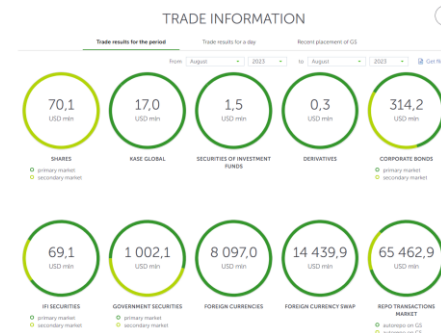 TRADE INFORMATION
Trade results for the period
Trade results for a day
Recent placement of GS
From August 2023 to August 2023 Get Re
70,1
USD mln
17,0
USD mln
1,5
USD mln
0,3
USD mln
314,2
USD mln
SHARES
KASE GLOBAL
SECURITIES OF INVESTMENT
FUNDS
DERIVATIVES
CORPORATE BONDS
primary market
secondary market
primary market
secondary market
69,1
USD mln
1 002,1
USD mln
8 097,0
USD mln
14 439,9
USD mln
65 462,9
USD mln
IFI SECURITIES
GOVERNMENT SECURITIES
FOREIGN CURRENCIES
FOREIGN CURRENCY SWAP
REPO TRANSACTIONS
MARKET
primary market
secondary market
primary market
secondary market
autorepo on GS